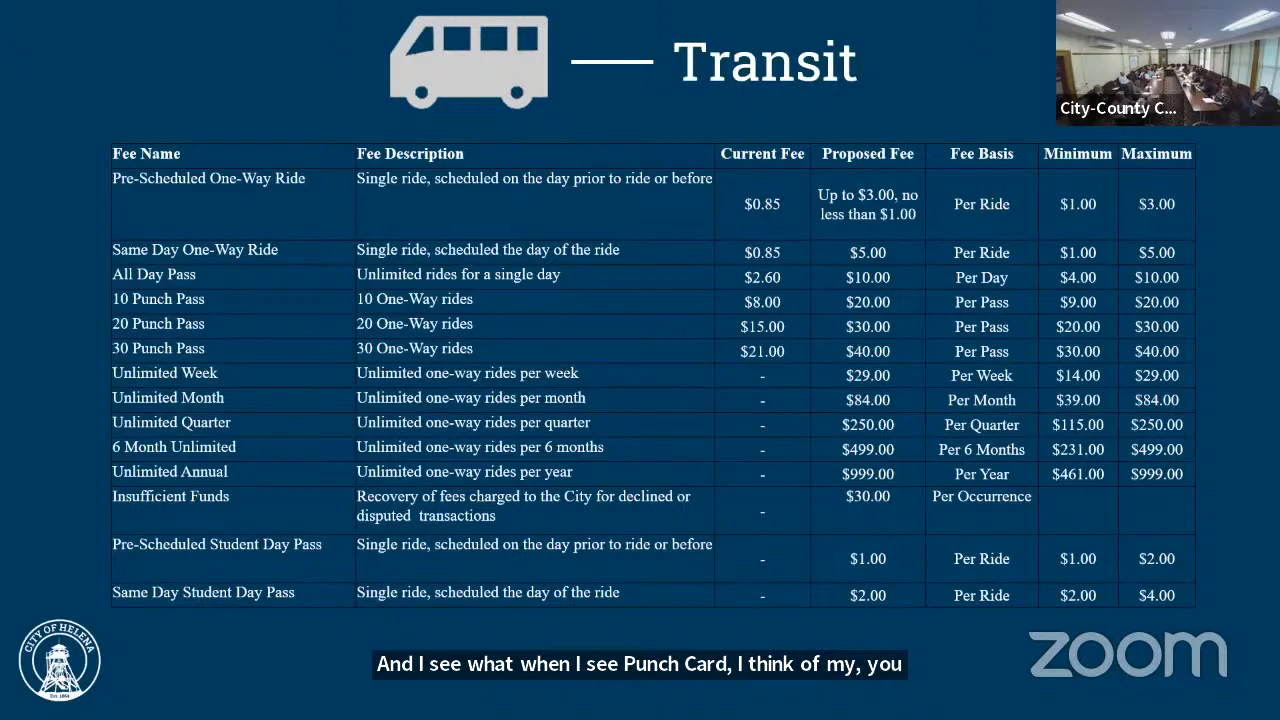 Transit
City-County C...
Fee Name Fee Description Current Fee Proposed Fee Fee Basis Minimum Maximum
Pre-Scheduled One-Way Ride Single ride, scheduled on the day prior to ride or before $0.85 Up to $3.00, no less than $1.00 Per Ride $1.00 $3.00
Same Day One-Way Ride Single ride, scheduled the day of the ride $0.85 $5.00 Per Ride $1.00 $5.00
All Day Pass Unlimited rides for a single day $2.60 $10.00 Per Day $4.00 $10.00
10 Punch Pass 10 One-Way rides $8.00 $20.00 Per Pass $9.00 $20.00
20 Punch Pass 20 One-Way rides $15.00 $30.00 Per Pass $20.00 $30.00
30 Punch Pass 30 One-Way rides $21.00 $40.00 Per Pass $30.00 $40.00
Unlimited Week Unlimited one-way rides per week - $29.00 Per Week $14.00 $29.00
Unlimited Month Unlimited one-way rides per month - $84.00 Per Month $39.00 $84.00
Unlimited Quarter Unlimited one-way rides per quarter - $250.00 Per Quarter $115.00 $250.00
6 Month Unlimited Unlimited one-way rides per 6 months - $499.00 Per 6 Months $231.00 $499.00
Unlimited Annual Unlimited one-way rides per year - $999.00 Per Year $461.00 $999.00
Insufficient Funds Recovery of fees charged to the City for declined or disputed transactions - $30.00 Per Occurrence
Pre-Scheduled Student Day Pass Single ride, scheduled on the day prior to ride or before - $1.00 Per Ride $1.00 $2.00
Same Day Student Day Pass Single ride, scheduled the day of the ride - $2.00 Per Ride $2.00 $4.00
CITY OF HELENA
Est. 1864
And I see what when I see Punch Card, I think of my, you
zoom